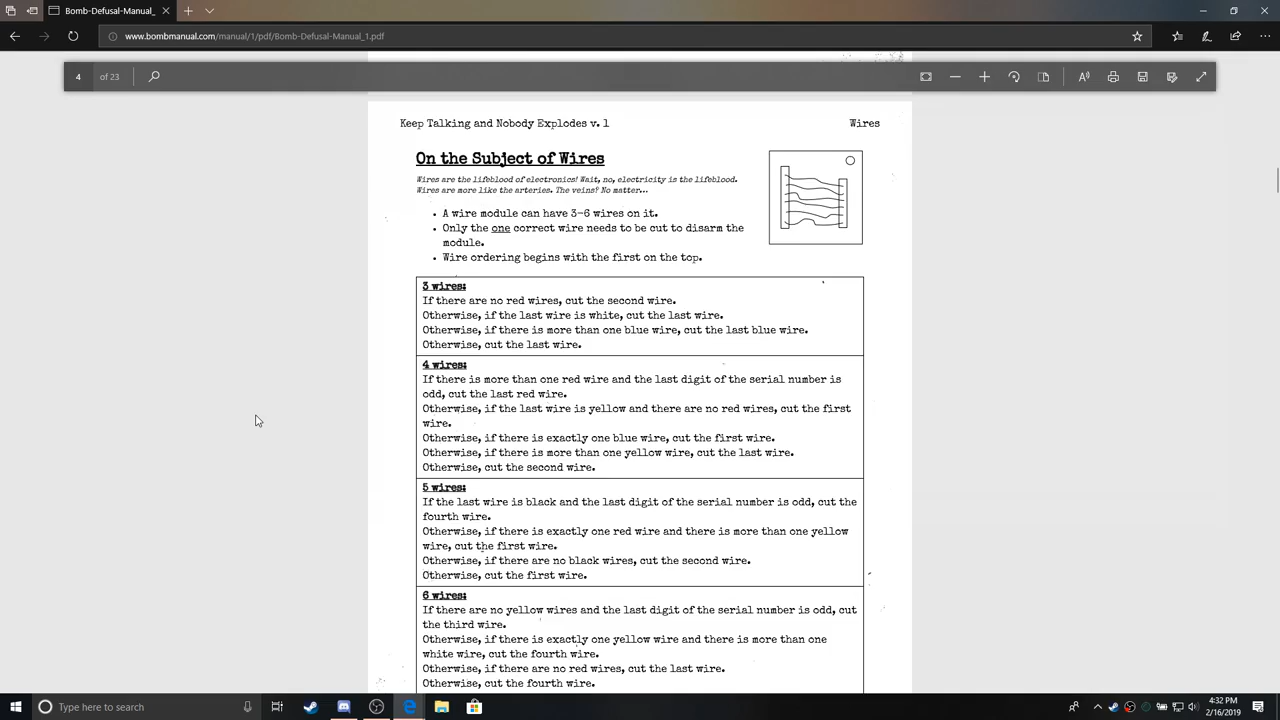 Bomb-Defusal-Manual_
www.bombmanual.com/manual/1/pdf/Bomb-Defusal-Manual_1.pdf
4 of 23
Keep Talking and Nobody Explodes v. 1
Wires
On the Subject of Wires
Wires are the lifeblood of electronics! Wait, no, electricity is the lifeblood.
Wires are more like the arteries. The veins? No matter…
• A wire module can have 3-6 wires on it.
• Only the one correct wire needs to be cut to disarm the
module.
• Wire ordering begins with the first on the top.
3 wires:
If there are no red wires, cut the second wire.
Otherwise, if the last wire is white, cut the last wire.
Otherwise, if there is more than one blue wire, cut the last blue wire.
Otherwise, cut the last wire.
4 wires:
If there is more than one red wire and the last digit of the serial number is
odd, cut the last red wire.
Otherwise, if the last wire is yellow and there are no red wires, cut the first
wire.
Otherwise, if there is exactly one blue wire, cut the first wire.
Otherwise, if there is more than one yellow wire, cut the last wire.
Otherwise, cut the second wire.
5 wires:
If the last wire is black and the last digit of the serial number is odd, cut the
fourth wire.
Otherwise, if there is exactly one red wire and there is more than one yellow
wire, cut the first wire.
Otherwise, if there are no black wires, cut the second wire.
Otherwise, cut the first wire.
6 wires:
If there are no yellow wires and the last digit of the serial number is odd, cut
the third wire.
Otherwise, if there is exactly one yellow wire and there is more than one
white wire, cut the fourth wire.
Otherwise, if there are no red wires, cut the last wire.
Otherwise, cut the fourth wire.
Type here to search
4:32 PM
2/16/2019